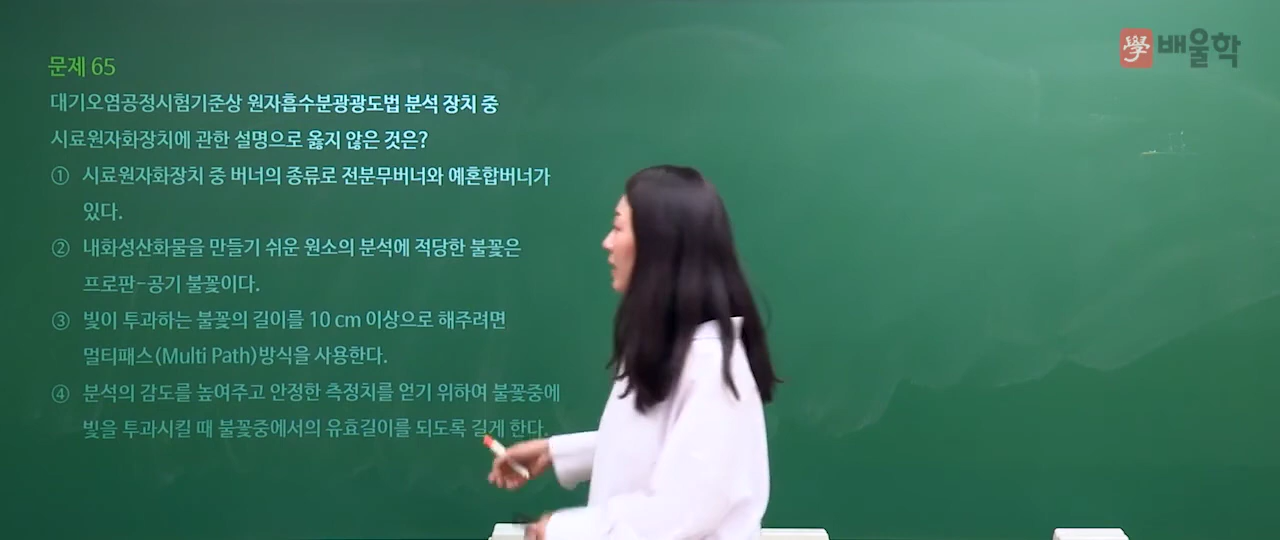 學 배울학
문제 65
대기오염공정시험기준상 원자흡수분광광도법 분석 장치 중
시료원자화장치에 관한 설명으로 옳지 않은 것은?
① 시료원자화장치 중 버너의 종류로 전분무버너와 예혼합버너가
있다.
② 내화성산화물을 만들기 쉬운 원소의 분석에 적당한 불꽃은
프로판-공기 불꽃이다.
③ 빛이 투과하는 불꽃의 길이를 10 cm 이상으로 해주려면
멀티패스(Multi Path)방식을 사용한다.
④ 분석의 감도를 높여주고 안정한 측정치를 얻기 위하여 불꽃중에
빛을 투과시킬 때 불꽃중에서의 유효길이를 되도록 길게 한다.